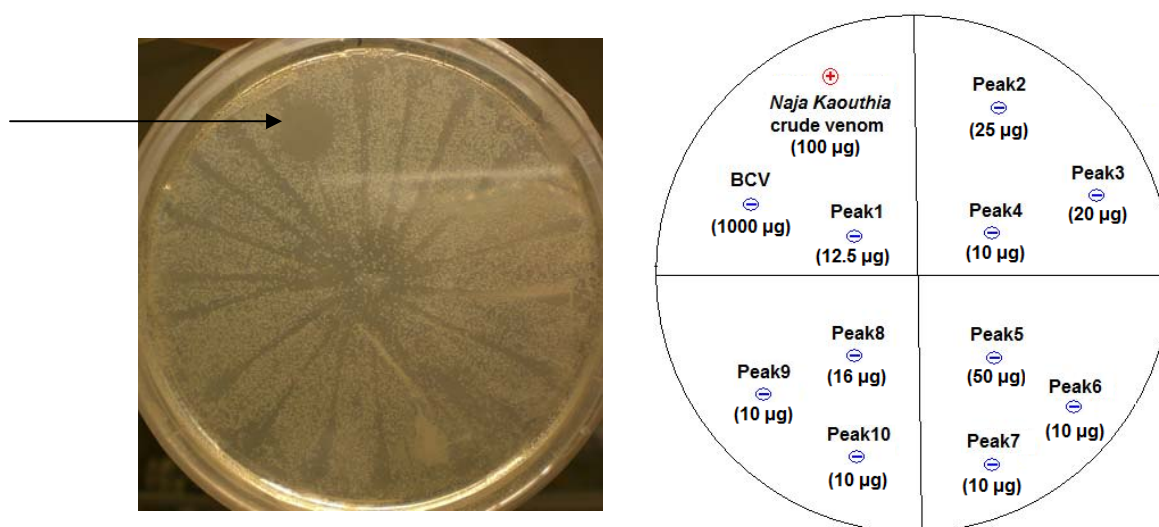 Naja Kaouthia
crude venom
(100 µg)
BCV
(1000 µg)
Peak1
(12.5 µg)
Peak2
(25 µg)
Peak3
(20 µg)
Peak4
(10 µg)
Peak8
(16 µg)
Peak9
(10 µg)
Peak10
(10 µg)
Peak5
(50 µg)
Peak6
(10 µg)
Peak7
(10 µg)